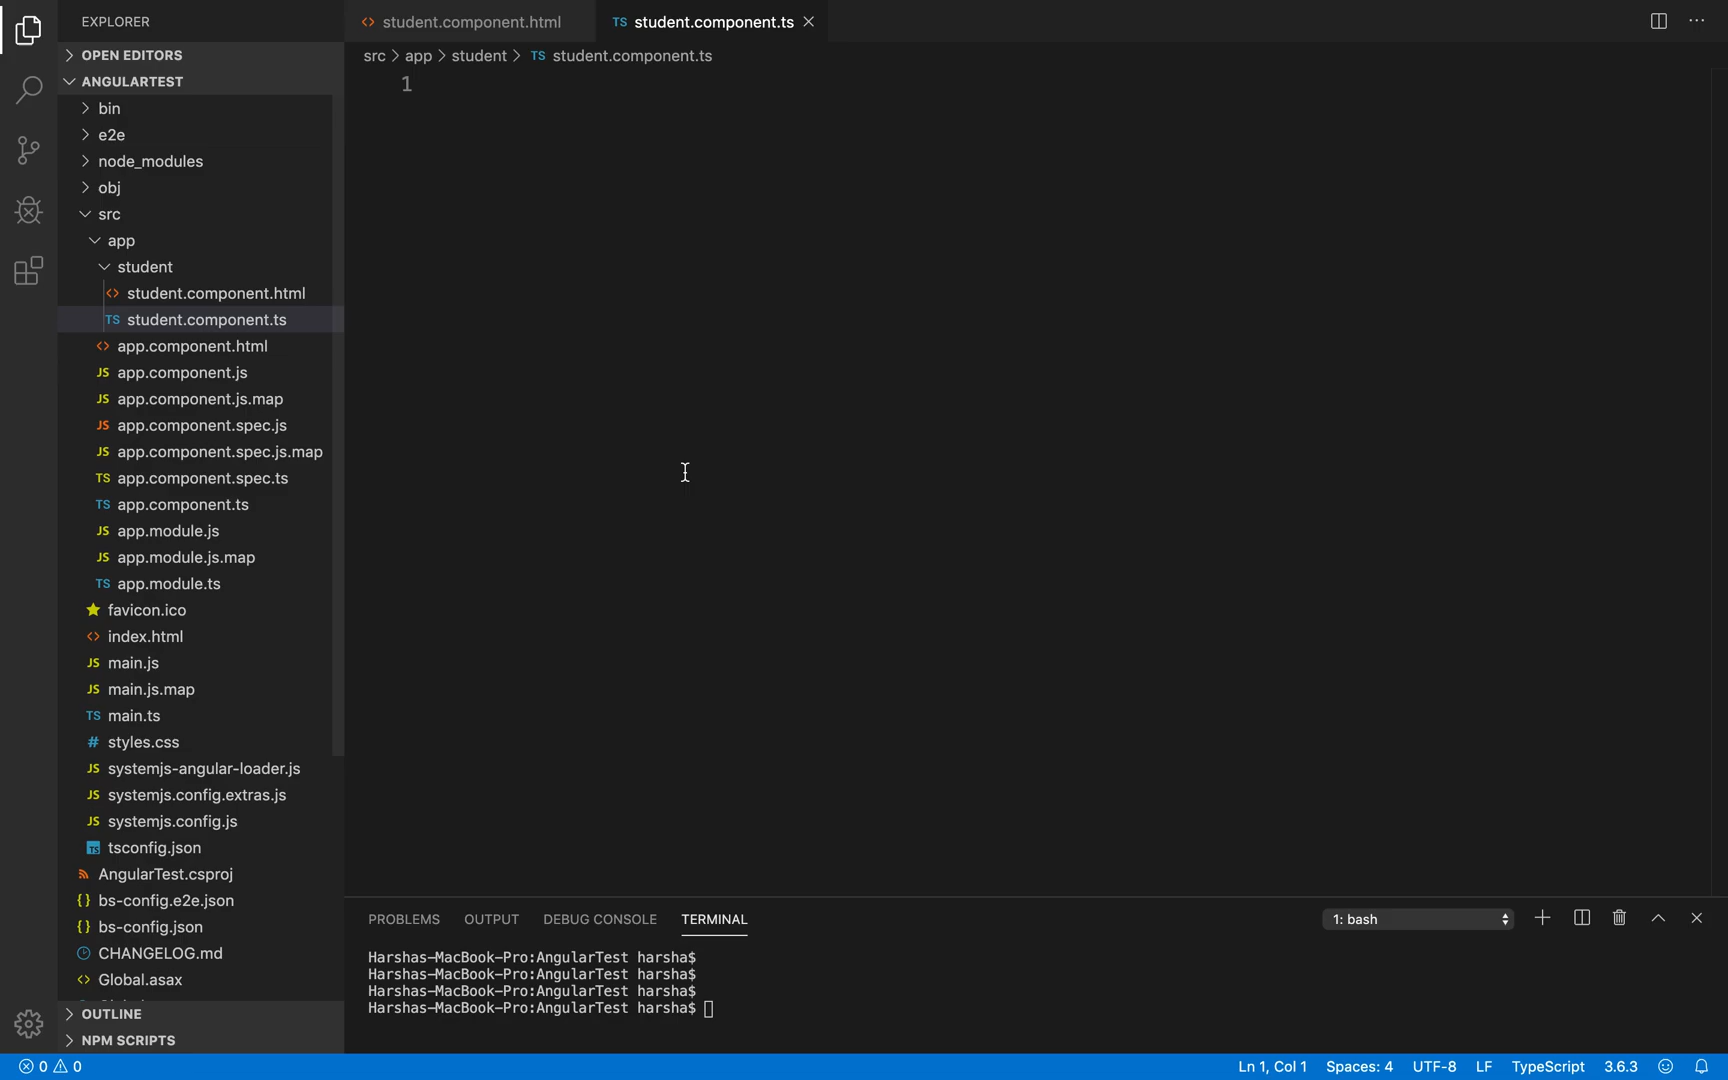 EXPLORER
OPEN EDITORS
ANGULARTEST
bin
e2e
node_modules
obj
src
app
student
student.component.html
TS student.component.ts
app.component.html
JS app.component.js
JS app.component.js.map
JS app.component.spec.js
JS app.component.spec.js.map
TS app.component.spec.ts
TS app.component.ts
JS app.module.js
JS app.module.js.map
TS app.module.ts
favicon.ico
index.html
JS main.js
JS main.js.map
TS main.ts
# styles.css
JS systemjs-angular-loader.js
JS systemjs.config.extras.js
JS systemjs.config.js
TS tsconfig.json
AngularTest.csproj
{} bs-config.e2e.json
{} bs-config.json
CHANGELOG.md
Global.asax
OUTLINE
NPM SCRIPTS
student.component.html
TS student.component.ts
src > app > student > TS student.component.ts
1
PROBLEMS OUTPUT DEBUG CONSOLE TERMINAL
1: bash
Harshas-MacBook-Pro:AngularTest harsha$
Harshas-MacBook-Pro:AngularTest harsha$
Harshas-MacBook-Pro:AngularTest harsha$
Harshas-MacBook-Pro:AngularTest harsha$
0 0
Ln 1, Col 1 Spaces: 4 UTF-8 LF TypeScript 3.6.3